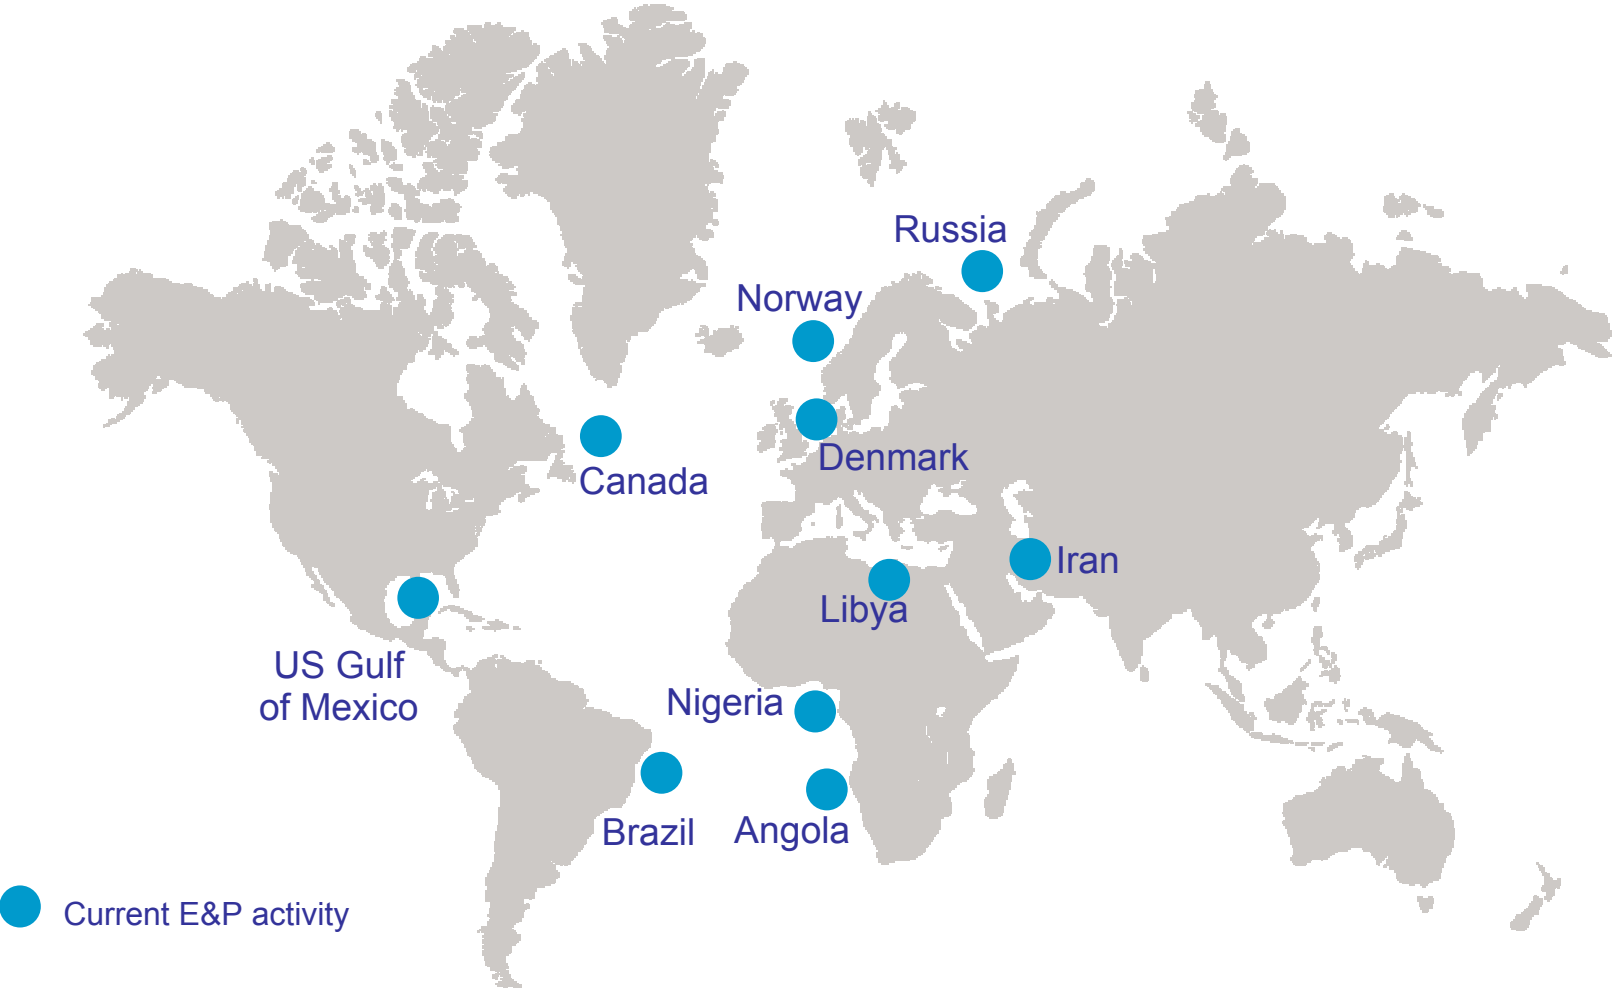 Russia
Norway
Denmark
Canada
Iran
Libya
US Gulf
of Mexico
Nigeria
Brazil
Angola
Current E&P activity